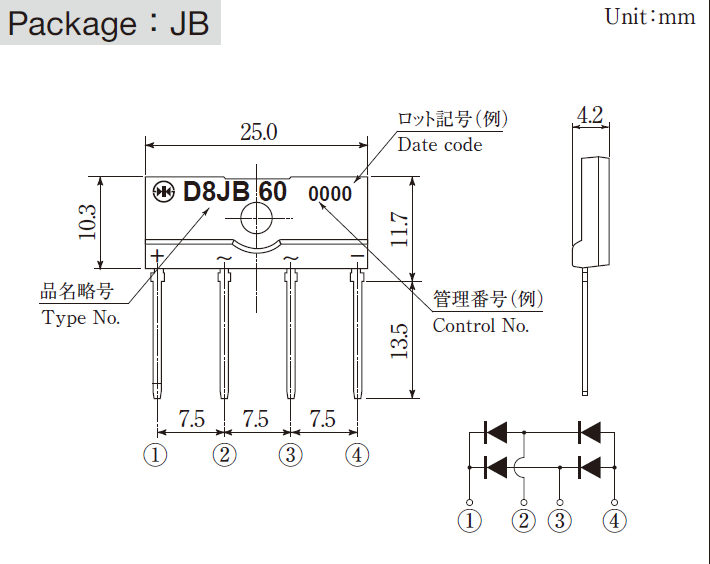 Package：JB
Unit：mm
25.0
4.2
ロット記号（例）
Date code
D8JB 60 0000
10.3
11.7
+ ~ ~ −
品名略号
Type No.
管理番号（例）
Control No.
13.5
7.5 7.5 7.5
① ② ③ ④
① ② ③ ④